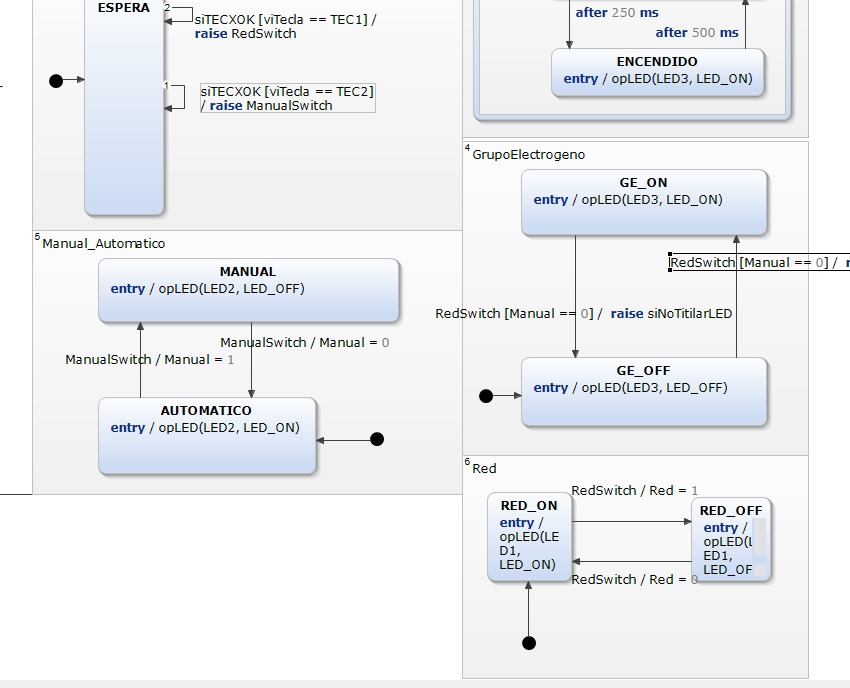 ESPERA
2
siTECXOK [viTecla == TEC1] /
raise RedSwitch
1
siTECXOK [viTecla == TEC2]
/ raise ManualSwitch
after 250 ms
after 500 ms
ENCENDIDO
entry / opLED(LED3, LED_ON)
5
Manual_Automatico
MANUAL
entry / opLED(LED2, LED_OFF)
ManualSwitch / Manual = 0
ManualSwitch / Manual = 1
AUTOMATICO
entry / opLED(LED2, LED_ON)
4
GrupoElectrogeno
GE_ON
entry / opLED(LED3, LED_ON)
RedSwitch [Manual == 0] /
RedSwitch [Manual == 0] / raise siNoTitilarLED
GE_OFF
entry / opLED(LED3, LED_OFF)
6
Red
RedSwitch / Red = 1
RED_ON
entry /
opLED(LE
D1,
LED_ON)
RED_OFF
entry /
opLED(L
ED1,
LED_OF
RedSwitch / Red = 0